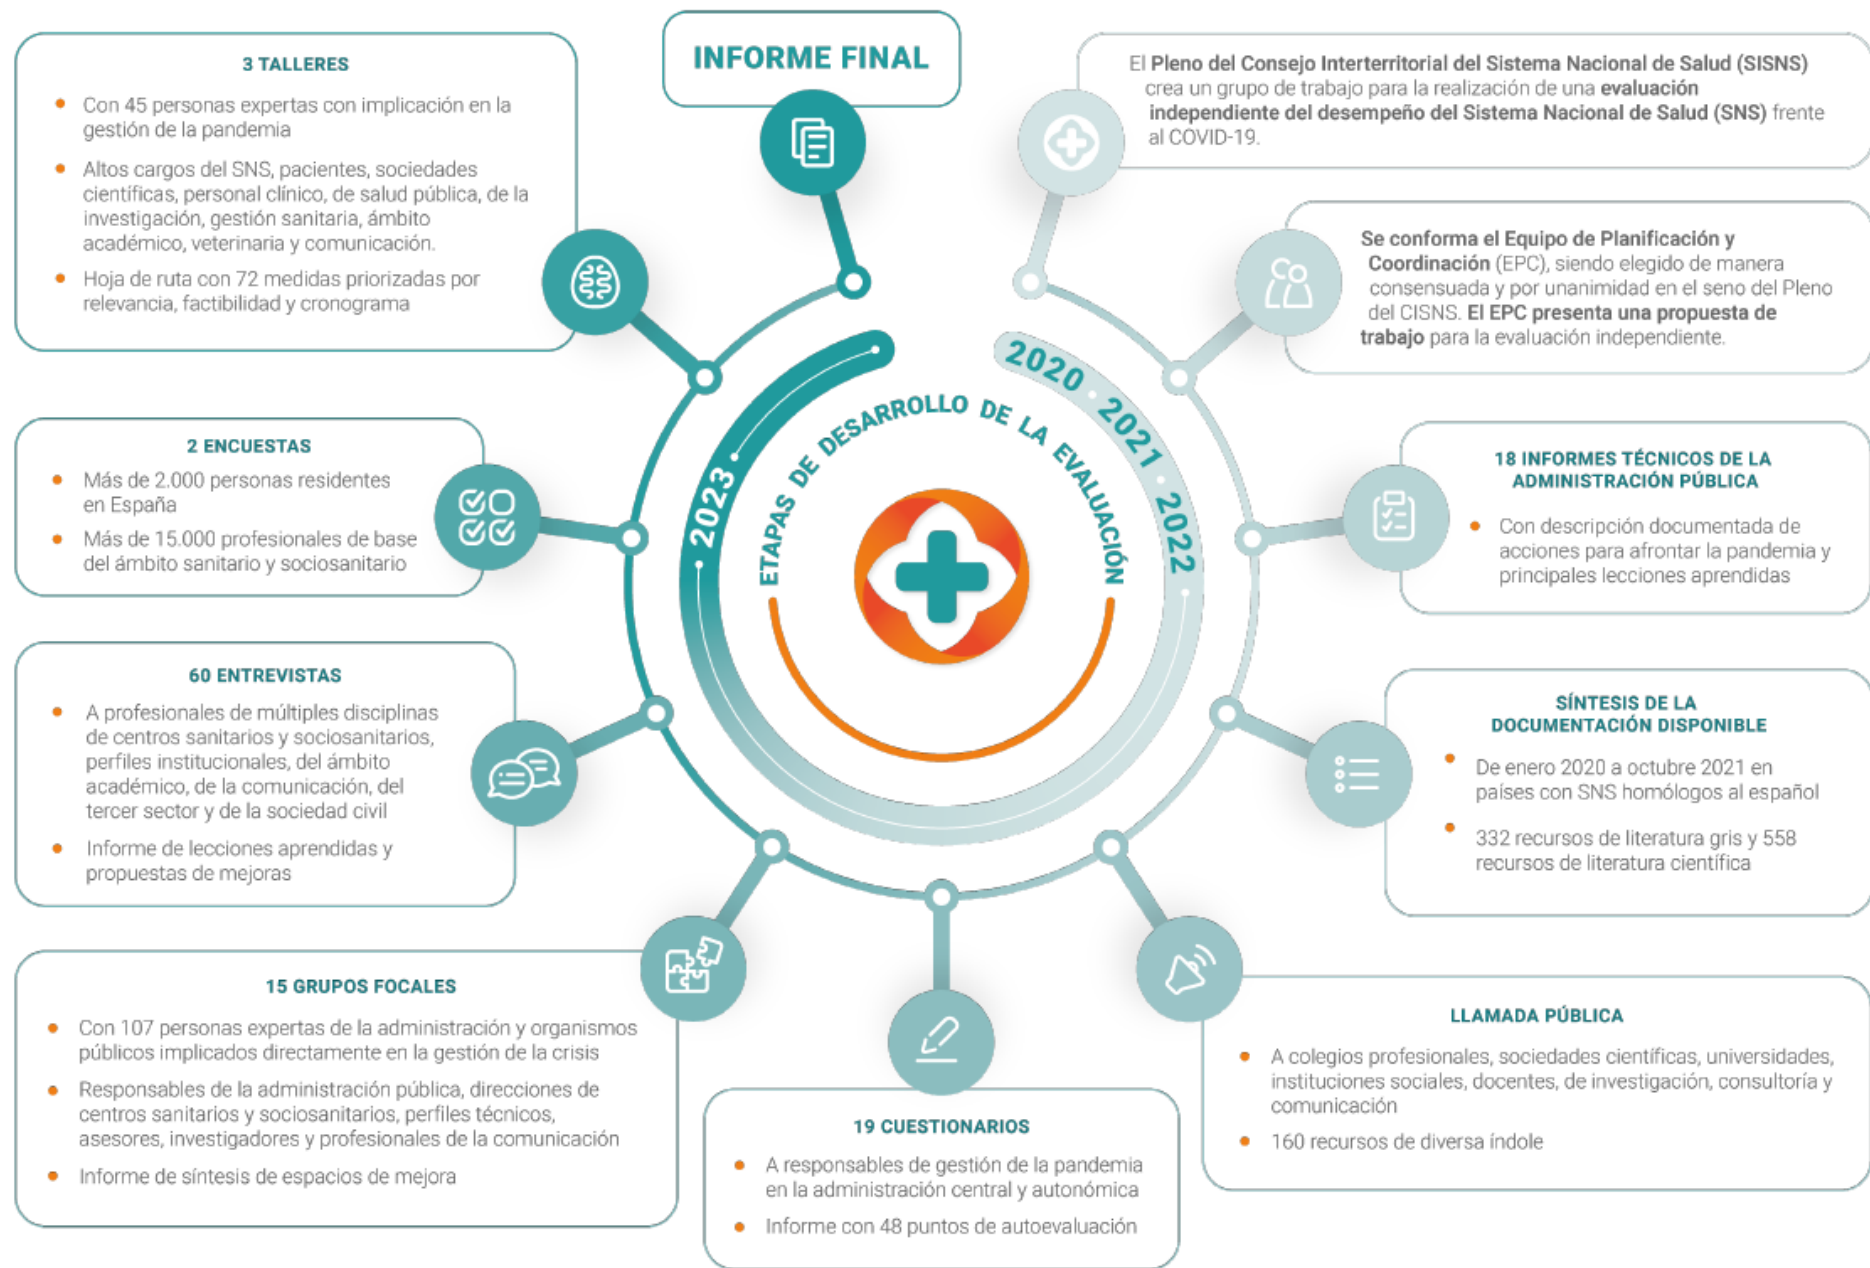 INFORME FINAL
El Pleno del Consejo Interterritorial del Sistema Nacional de Salud (SISNS)
crea un grupo de trabajo para la realización de una evaluación
independiente del desempeño del Sistema Nacional de Salud (SNS) frente
al COVID-19.
Se conforma el Equipo de Planificación y
Coordinación (EPC), siendo elegido de manera
consensuada y por unanimidad en el seno del Pleno
del CISNS. El EPC presenta una propuesta de
trabajo para la evaluación independiente.
18 INFORMES TÉCNICOS DE LA
ADMINISTRACIÓN PÚBLICA
Con descripción documentada de
acciones para afrontar la pandemia y
principales lecciones aprendidas
SÍNTESIS DE LA
DOCUMENTACIÓN DISPONIBLE
De enero 2020 a octubre 2021 en
países con SNS homólogos al español
332 recursos de literatura gris y 558
recursos de literatura científica
LLAMADA PÚBLICA
A colegios profesionales, sociedades científicas, universidades,
instituciones sociales, docentes, de investigación, consultoría y
comunicación
160 recursos de diversa índole
19 CUESTIONARIOS
A responsables de gestión de la pandemia
en la administración central y autonómica
Informe con 48 puntos de autoevaluación
15 GRUPOS FOCALES
Con 107 personas expertas de la administración y organismos
públicos implicados directamente en la gestión de la crisis
Responsables de la administración pública, direcciones de
centros sanitarios y sociosanitarios, perfiles técnicos,
asesores, investigadores y profesionales de la comunicación
Informe de síntesis de espacios de mejora
60 ENTREVISTAS
A profesionales de múltiples disciplinas
de centros sanitarios y sociosanitarios,
perfiles institucionales, del ámbito
académico, de la comunicación, del
tercer sector y de la sociedad civil
Informe de lecciones aprendidas y
propuestas de mejoras
2 ENCUESTAS
Más de 2.000 personas residentes
en España
Más de 15.000 profesionales de base
del ámbito sanitario y sociosanitario
3 TALLERES
Con 45 personas expertas con implicación en la
gestión de la pandemia
Altos cargos del SNS, pacientes, sociedades
científicas, personal clínico, de salud pública, de la
investigación, gestión sanitaria, ámbito
académico, veterinaria y comunicación.
Hoja de ruta con 72 medidas priorizadas por
relevancia, factibilidad y cronograma
2020 · 2021 · 2022
2023
ETAPAS DE DESARROLLO DE LA EVALUACIÓN